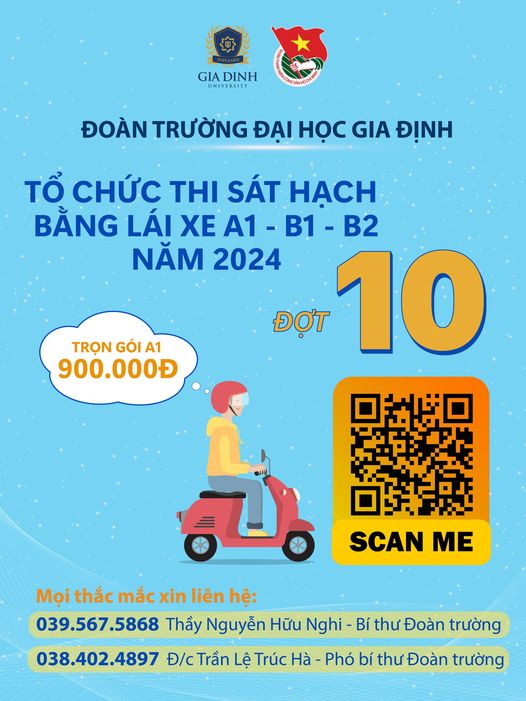 GIA DINH
UNIVERSITY
ĐOÀN TRƯỜNG ĐẠI HỌC GIA ĐỊNH
TỔ CHỨC THI SÁT HẠCH
BẰNG LÁI XE A1 - B1 - B2
NĂM 2024
ĐỢT 10
TRỌN GÓI A1
900.000Đ
SCAN ME
Mọi thắc mắc xin liên hệ:
039.567.5868 Thầy Nguyễn Hữu Nghi - Bí thư Đoàn trường
038.402.4897 Đ/c Trần Lệ Trúc Hà - Phó bí thư Đoàn trường